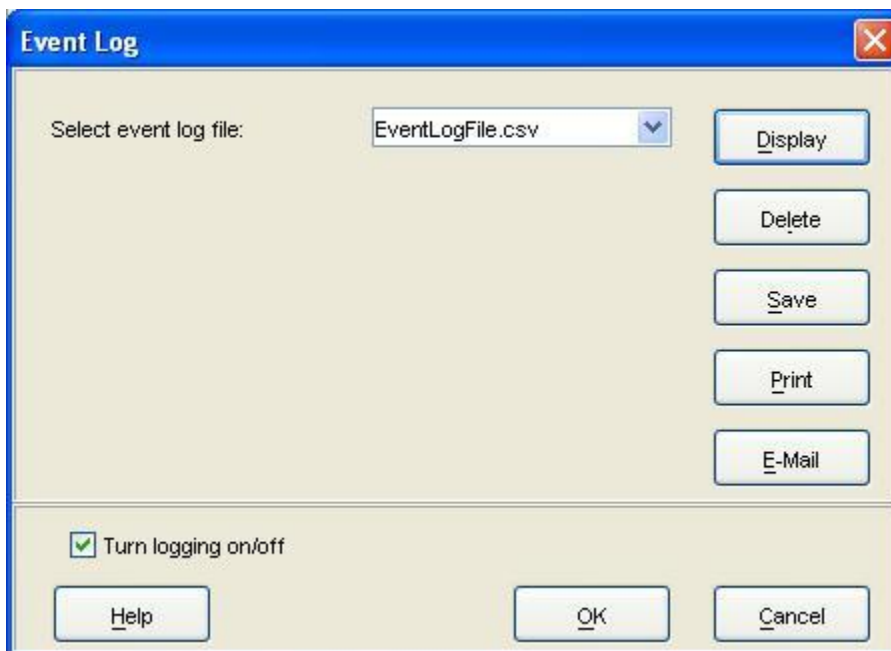 Event Log
Select event log file: EventLogFile.csv
Display
Delete
Save
Print
E-Mail
Turn logging on/off
Help OK Cancel